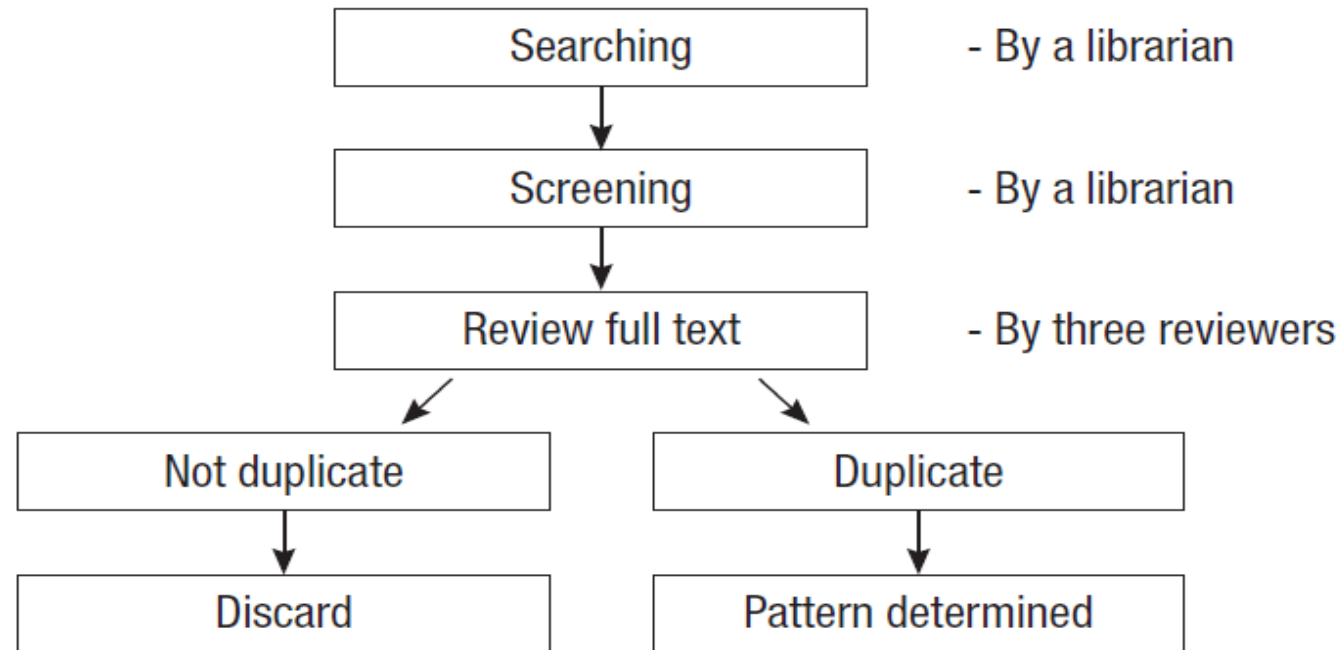 Searching - By a librarian
Screening - By a librarian
Review full text - By three reviewers
Not duplicate Duplicate
Discard Pattern determined